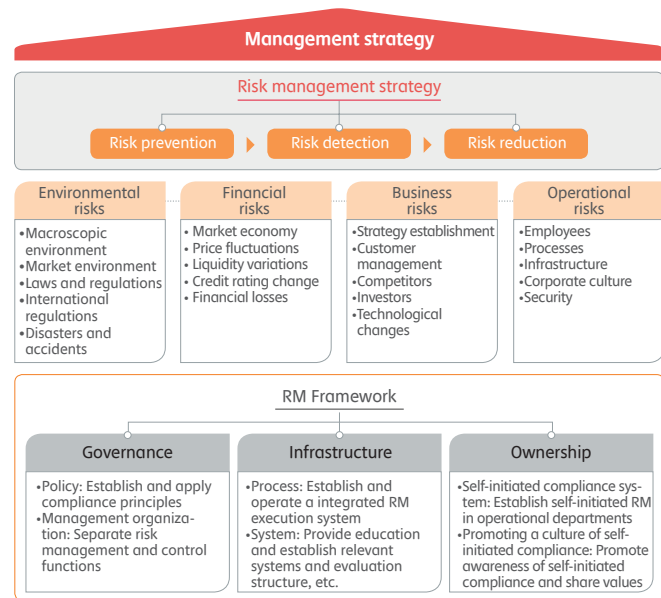 Management strategy
Risk management strategy
Risk prevention
Risk detection
Risk reduction
Environmental
risks
•Macroscopic
environment
•Market environment
•Laws and regulations
•International
regulations
•Disasters and
accidents
Financial
risks
• Market economy
• Price fluctuations
• Liquidity variations
• Credit rating change
• Financial losses
Business
risks
•Strategy establishment
•Customer
management
•Competitors
•Investors
•Technological
changes
Operational
risks
•Employees
•Processes
•Infrastructure
•Corporate culture
•Security
RM Framework
Governance
•Policy: Establish and apply
compliance principles
•Management organiza-
tion: Separate risk
management and control
functions
Infrastructure
•Process: Establish and
operate a integrated RM
execution system
•System: Provide education
and establish relevant
systems and evaluation
structure, etc.
Ownership
•Self-initiated compliance sys-
tem: Establish self-initiated RM
in operational departments
•Promoting a culture of self-
initiated compliance: Promote
awareness of self-initiated
compliance and share values